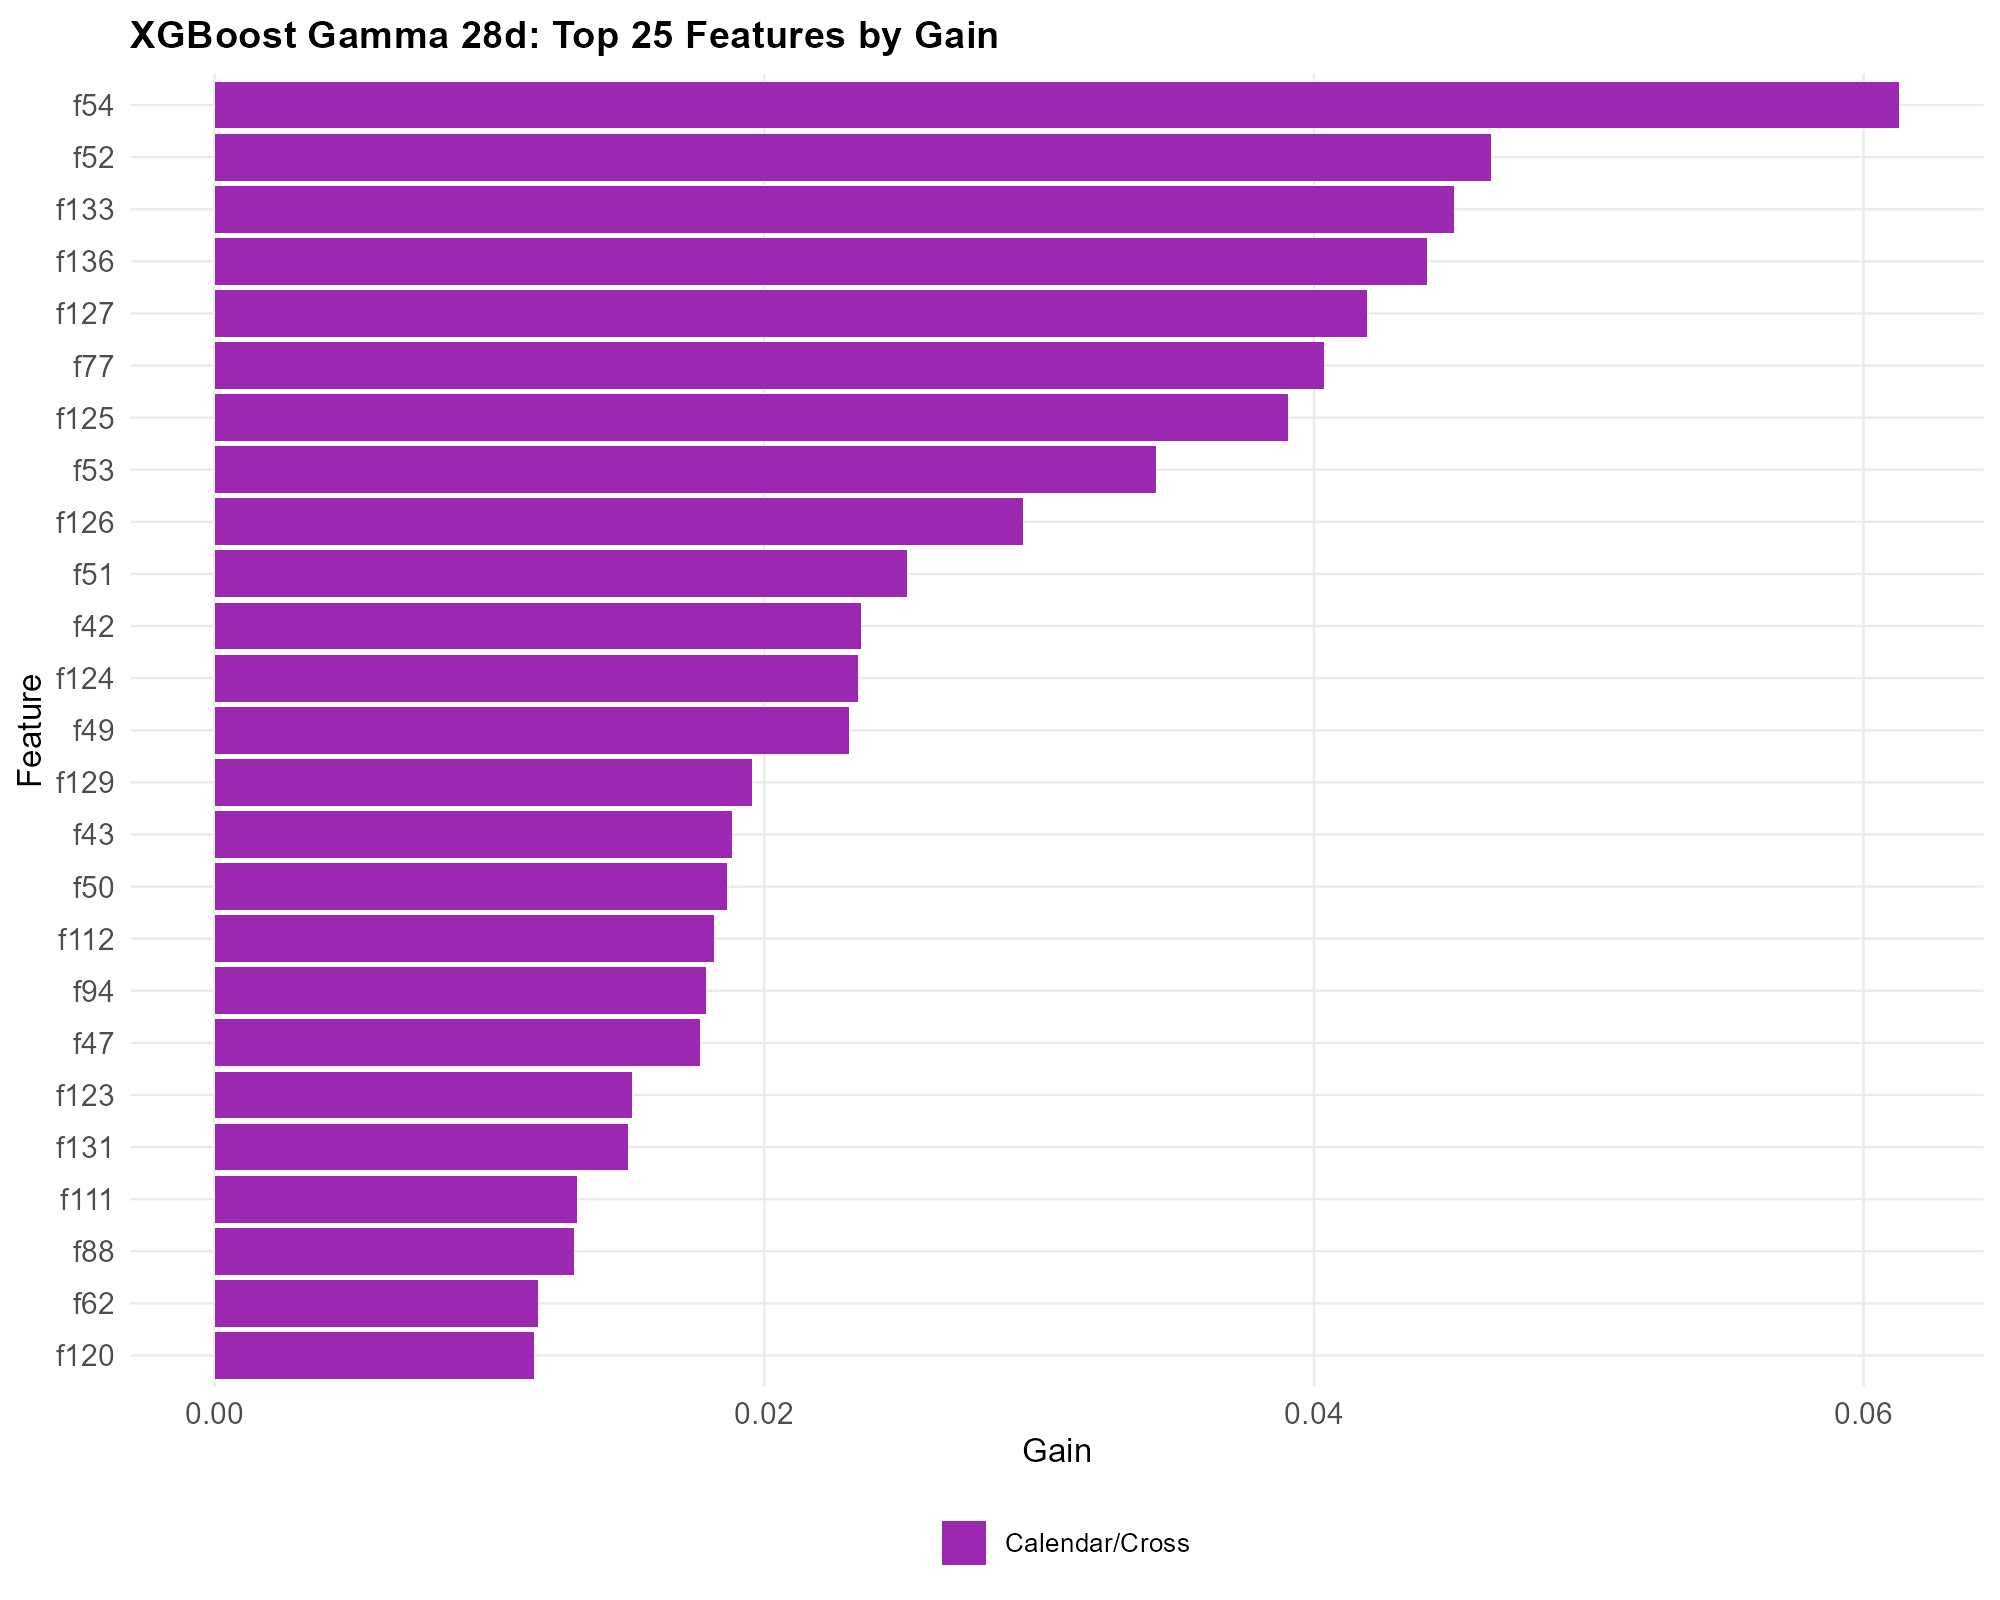 XGBoost Gamma 28d: Top 25 Features by Gain
Feature
f54
f52
f133
f136
f127
f77
f125
f53
f126
f51
f42
f124
f49
f129
f43
f50
f112
f94
f47
f123
f131
f111
f88
f62
f120
0.00 0.02 0.04 0.06
Gain
Calendar/Cross